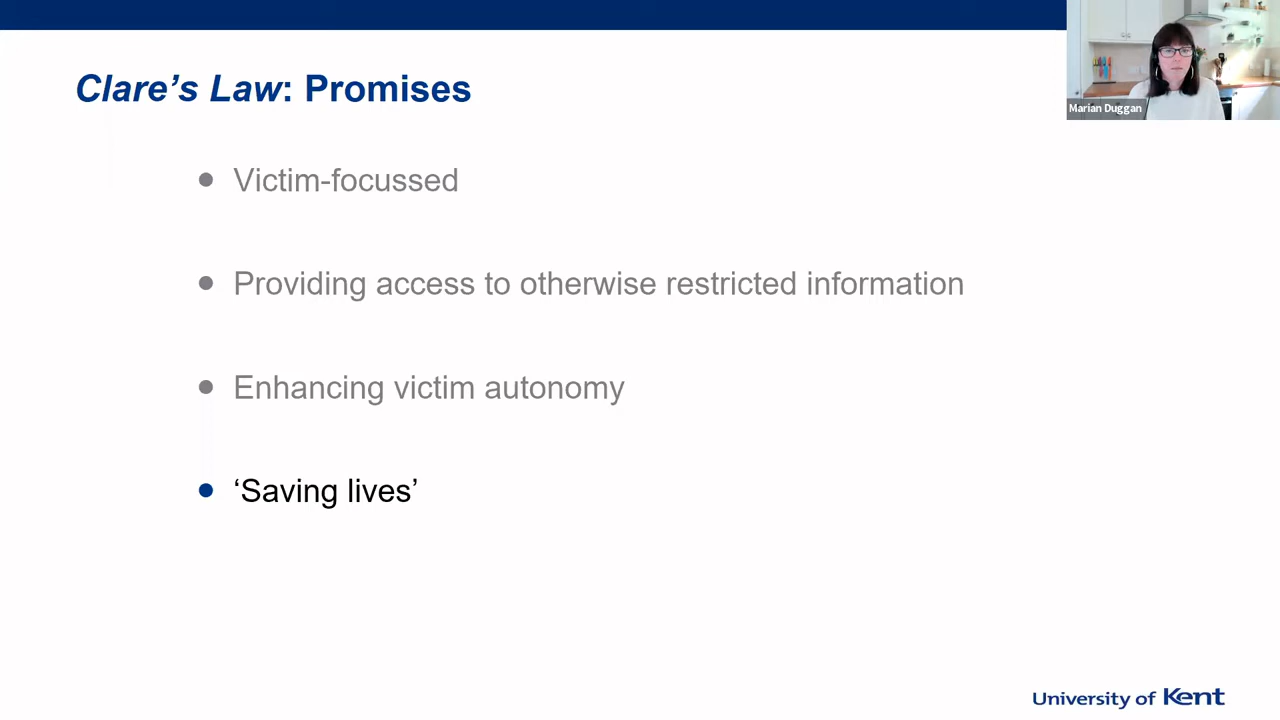 Clare’s Law: Promises
Marian Duggan
● Victim-focussed
● Providing access to otherwise restricted information
● Enhancing victim autonomy
● ‘Saving lives’
University of Kent